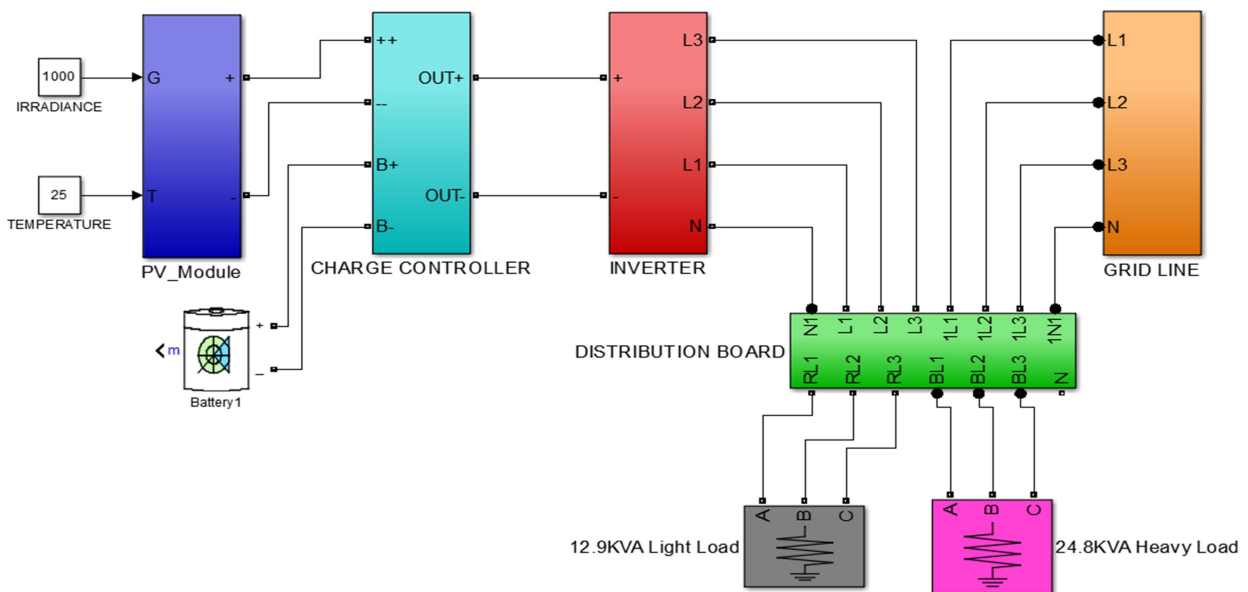 1000
IRRADIANCE
25
TEMPERATURE
G
T
+
-
PV_Module
++
--
B+
B-
OUT+
OUT-
CHARGE CONTROLLER
+
-
L3
L2
L1
N
INVERTER
L1
L2
L3
N
GRID LINE
m
+
_
Battery1
DISTRIBUTION BOARD
N1
L1
L2
L3
1L1
1L2
1L3
1N1
RL1
RL2
RL3
BL1
BL2
BL3
N
12.9KVA Light Load
A
B
C
A
B
C
24.8KVA Heavy Load